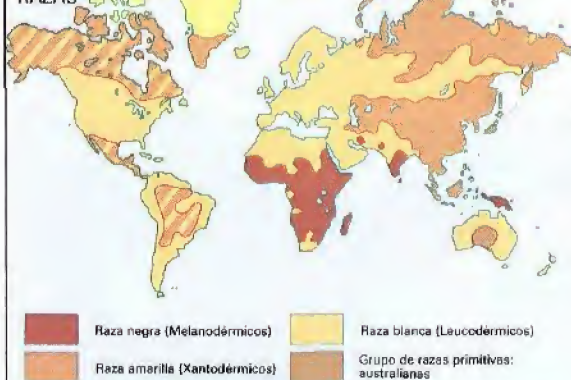 RAZAS
Raza negra (Melanodérmicos)
Raza blanca (Leucodérmicos)
Raza amarilla (Xantodérmicos)
Grupo de razas primitivas:
australianas